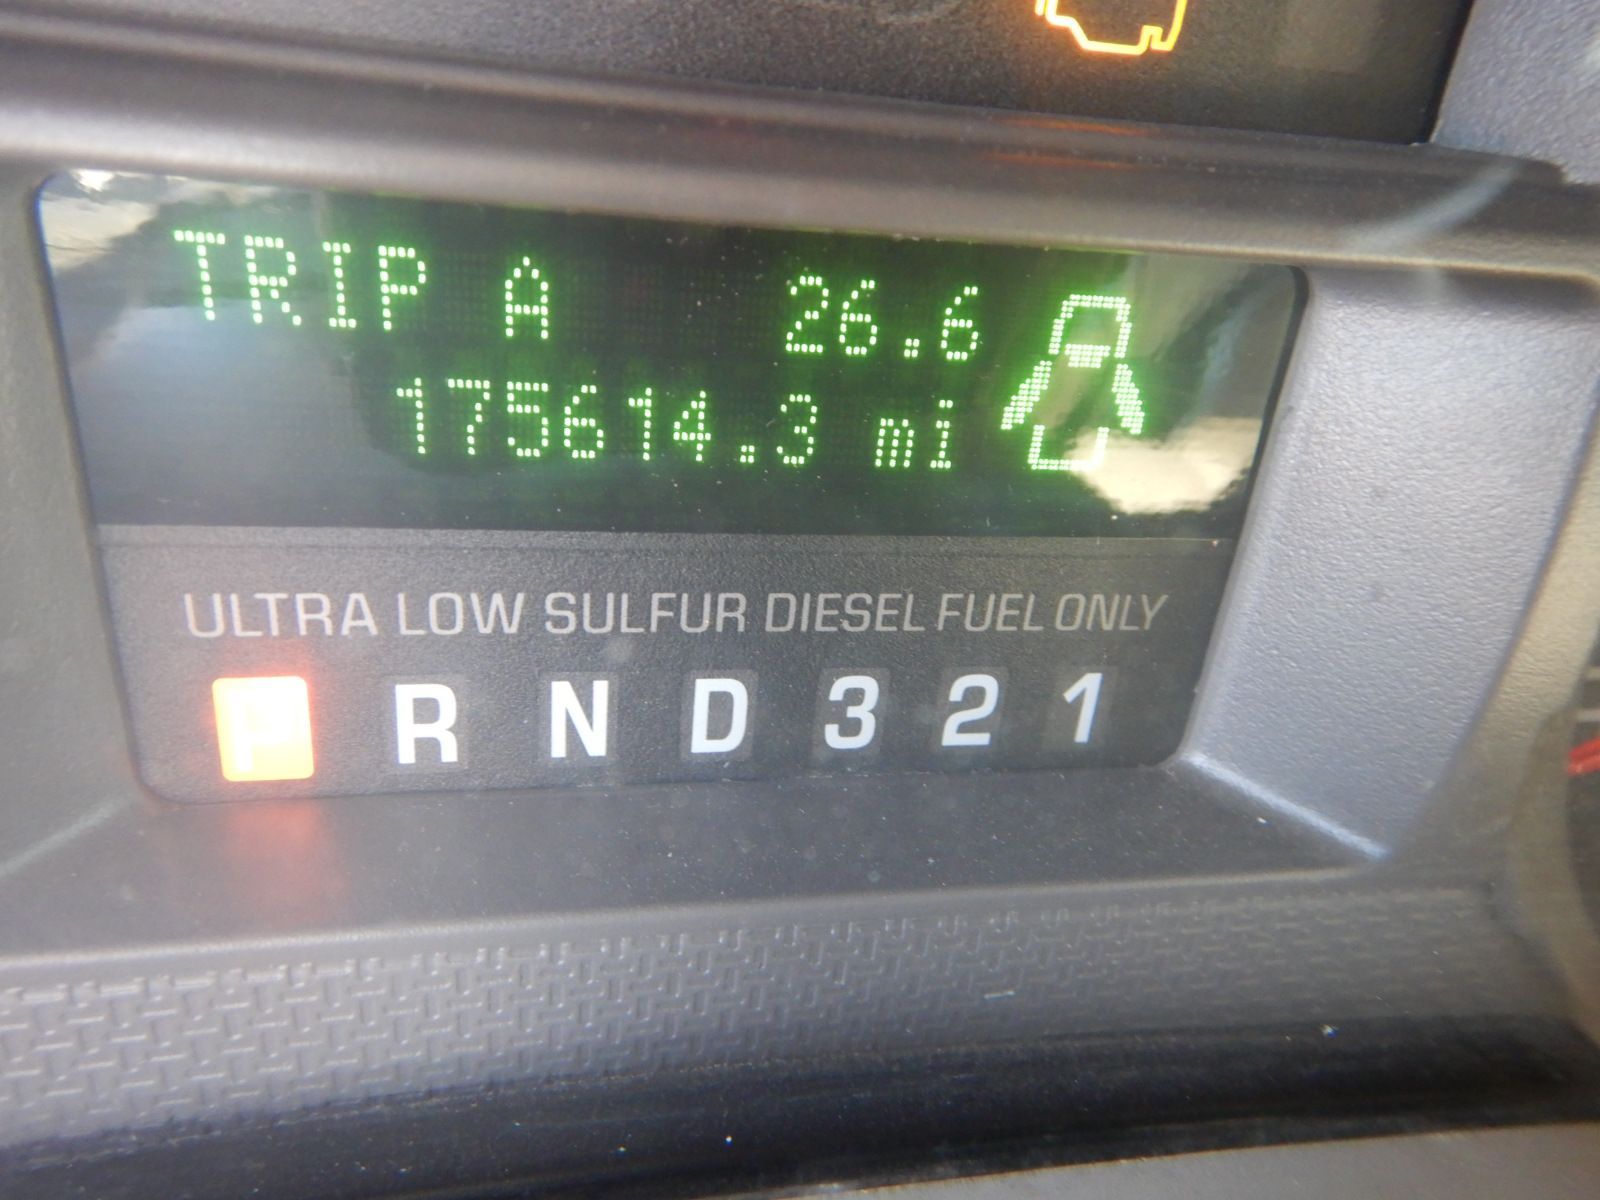 TRIP A 26.6
175614.3 mi
ULTRA LOW SULFUR DIESEL FUEL ONLY
P R N D 3 2 1